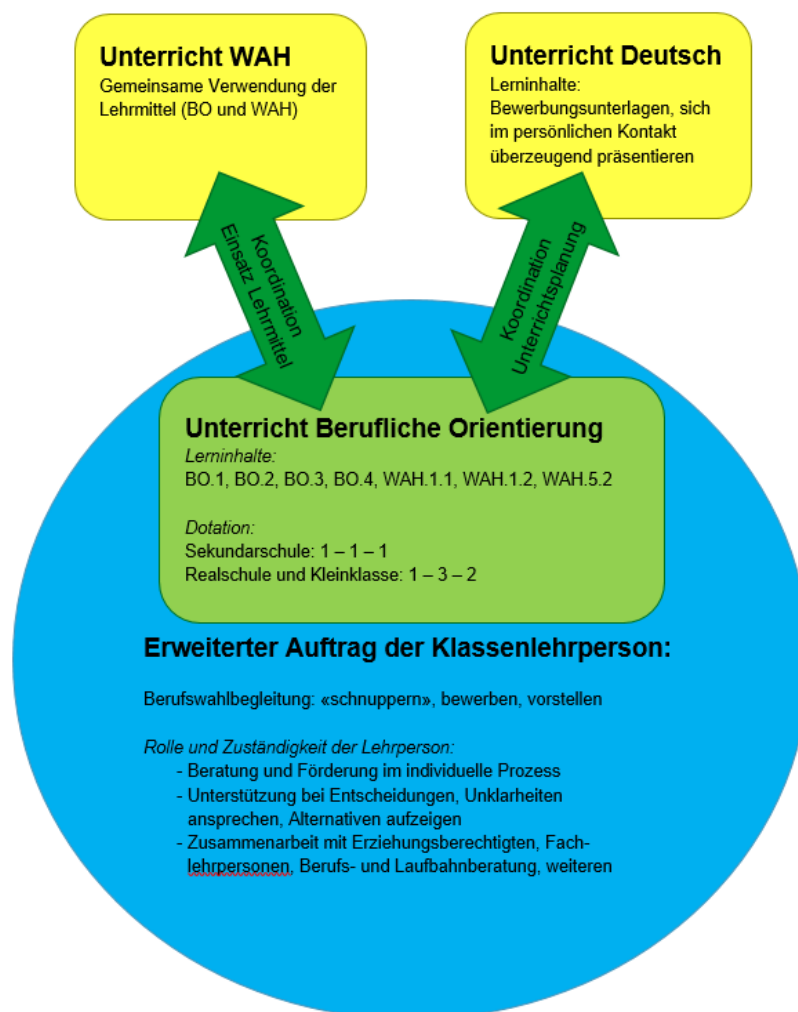 Unterricht WAH
Gemeinsame Verwendung der
Lehrmittel (BO und WAH)
Unterricht Deutsch
Lerninhalte:
Bewerbungsunterlagen, sich
im persönlichen Kontakt
überzeugend präsentieren
Koordination
Einsatz Lehrmittel
Koordination
Unterrichtsplanung
Unterricht Berufliche Orientierung
Lerninhalte:
BO.1, BO.2, BO.3, BO.4, WAH.1.1, WAH.1.2, WAH.5.2
Dotation:
Sekundarschule: 1 – 1 – 1
Realschule und Kleinklasse: 1 – 3 – 2
Erweiterter Auftrag der Klassenlehrperson:
Berufswahlbegleitung: «schnuppern», bewerben, vorstellen
Rolle und Zuständigkeit der Lehrperson:
- Beratung und Förderung im individuelle Prozess
- Unterstützung bei Entscheidungen, Unklarheiten
ansprechen, Alternativen aufzeigen
- Zusammenarbeit mit Erziehungsberechtigten, Fach-
lehrpersonen, Berufs- und Laufbahnberatung, weiteren